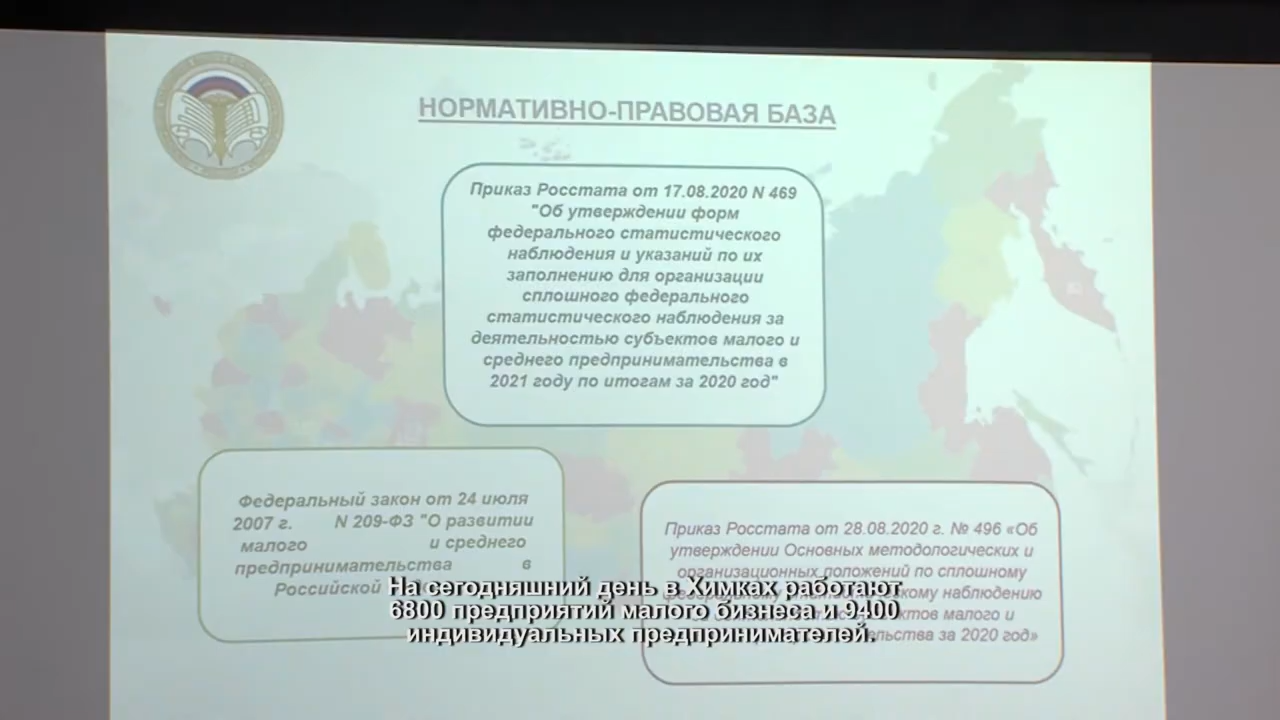 НОРМАТИВНО-ПРАВОВАЯ БАЗА
Приказ Росстата от 17.08.2020 N 469
"Об утверждении форм
федерального статистического
наблюдения и указаний по их
заполнению для организации
сплошного федерального
статистического наблюдения за
деятельностью субъектов малого и
среднего предпринимательства в
2021 году по итогам за 2020 год"
Федеральный закон от 24 июля
2007 г. N 209-ФЗ "О развитии
малого и среднего
предпринимательства в
Российской
Приказ Росстата от 28.08.2020 г. № 496 «Об
утверждении Основных методологических и
организационных положений по сплошному
наблюдению
малого и
за 2020 год»
На сегодняшний день в Химках работают
6800 предприятий малого бизнеса и 9400
индивидуальных предпринимателей.